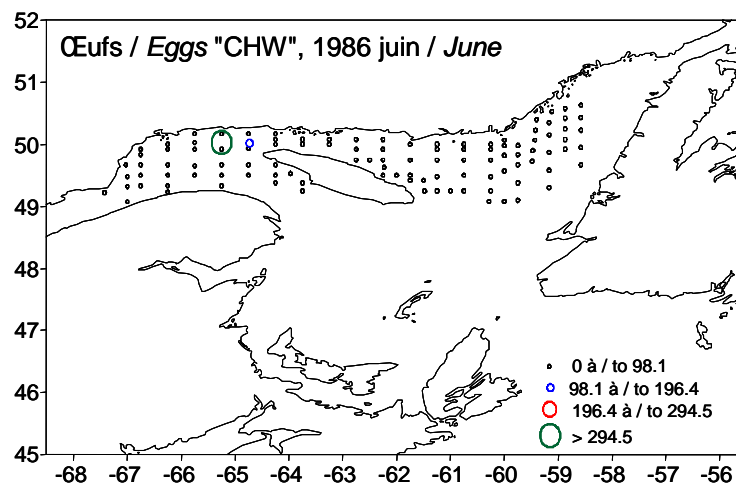 Œufs / Eggs "CHW", 1986 juin / June
52
51
50
49
48
47
46
45
0 à / to 98.1
98.1 à / to 196.4
196.4 à / to 294.5
> 294.5
-68 -67 -66 -65 -64 -63 -62 -61 -60 -59 -58 -57 -56